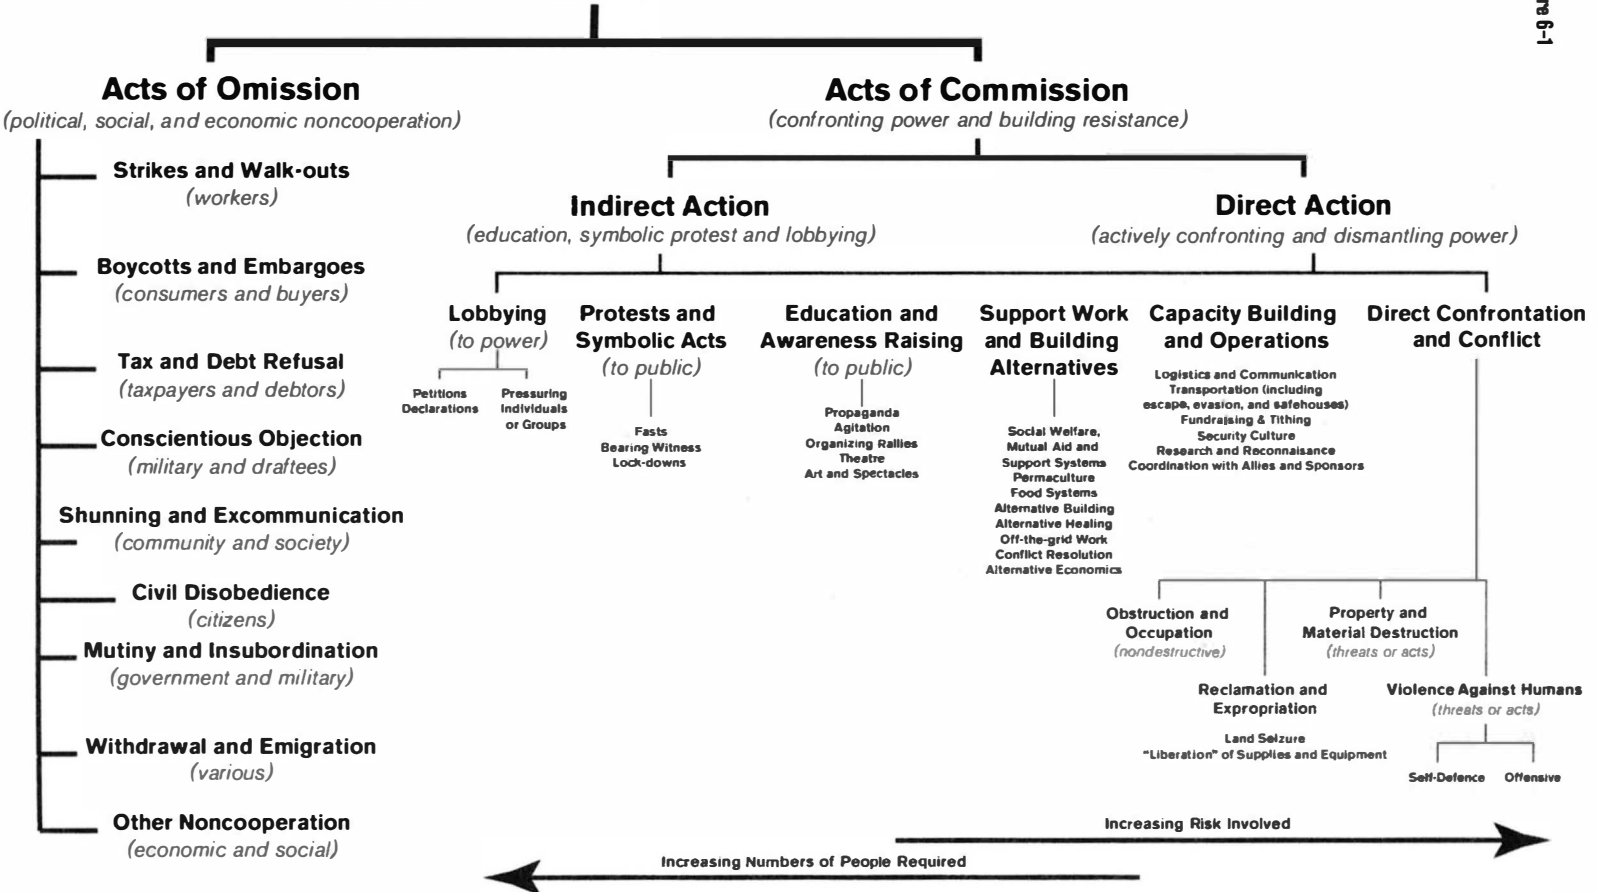 re 6-1
Acts of Omission
(political, social, and economic noncooperation)
Strikes and Walk-outs
(workers)
Boycotts and Embargoes
(consumers and buyers)
Tax and Debt Refusal
(taxpayers and debtors)
Conscientious Objection
(military and draftees)
Shunning and Excommunication
(community and society)
Civil Disobedience
(citizens)
Mutiny and Insubordination
(government and military)
Withdrawal and Emigration
(various)
Other Noncooperation
(economic and social)
Acts of Commission
(confronting power and building resistance)
Indirect Action
(education, symbolic protest and lobbying)
Direct Action
(actively confronting and dismantling power)
Lobbying
(to power)
Petitions
Declarations
Pressuring
Individuals
or Groups
Protests and
Symbolic Acts
(to public)
Fasts
Bearing Witness
Lock-downs
Education and
Awareness Raising
(to public)
Propaganda
Agitation
Organizing Rallies
Theatre
Art and Spectacles
Support Work
and Building
Alternatives
Social Welfare,
Mutual Aid and
Support Systems
Permaculture
Food Systems
Alternative Building
Alternative Healing
Off-the-grid Work
Conflict Resolution
Alternative Economics
Capacity Building
and Operations
Logistics and Communication
Transportation (including
escape, evasion, and safehouses)
Fundraising & Tithing
Security Culture
Research and Reconnaisance
Coordination with Allies and Sponsors
Direct Confrontation
and Conflict
Obstruction and
Occupation
(nondestructive)
Reclamation and
Expropriation
Land Seizure
"Liberation" of Supplies and Equipment
Property and
Material Destruction
(threats or acts)
Violence Against Humans
(threats or acts)
Self-Defence
Offensive
Increasing Risk Involved
Increasing Numbers of People Required